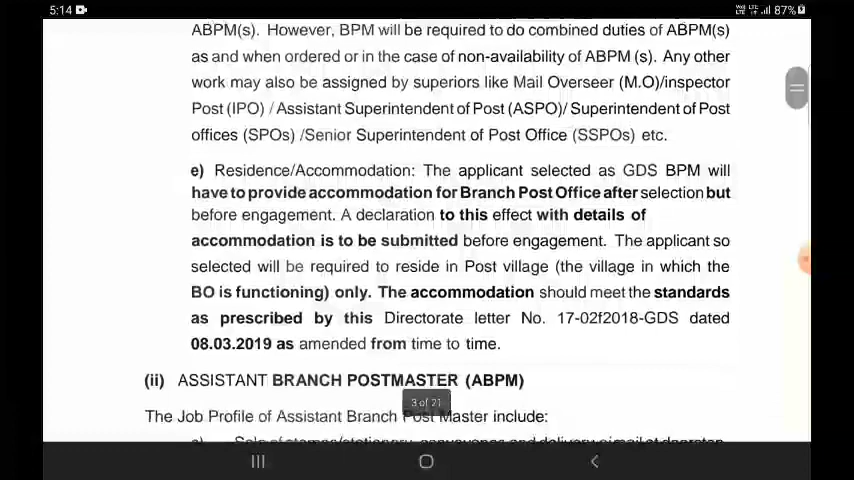 5:14
87%
ABPM(s). However, BPM will be required to do combined duties of ABPM(s)
as and when ordered or in the case of non-availability of ABPM (s). Any other
work may also be assigned by superiors like Mail Overseer (M.O)/inspector
Post (IPO) / Assistant Superintendent of Post (ASPO)/ Superintendent of Post
offices (SPOs) /Senior Superintendent of Post Office (SSPOs) etc.
e) Residence/Accommodation: The applicant selected as GDS BPM will
have to provide accommodation for Branch Post Office after selection but
before engagement. A declaration to this effect with details of
accommodation is to be submitted before engagement. The applicant so
selected will be required to reside in Post village (the village in which the
BO is functioning) only. The accommodation should meet the standards
as prescribed by this Directorate letter No. 17-02f2018-GDS dated
08.03.2019 as amended from time to time.
(ii) ASSISTANT BRANCH POSTMASTER (ABPM)
3 of 21
The Job Profile of Assistant Branch Post Master include: